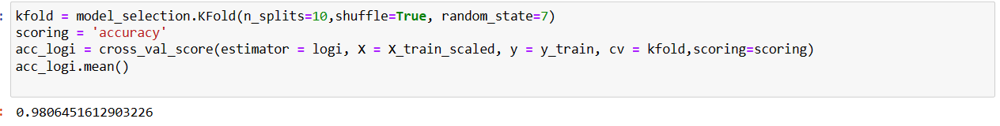 kfold = model_selection.KFold(n_splits=10,shuffle=True, random_state=7)
scoring = 'accuracy'
acc_logi = cross_val_score(estimator = logi, X = X_train_scaled, y = y_train, cv = kfold,scoring=scoring)
acc_logi.mean()
0.9806451612903226